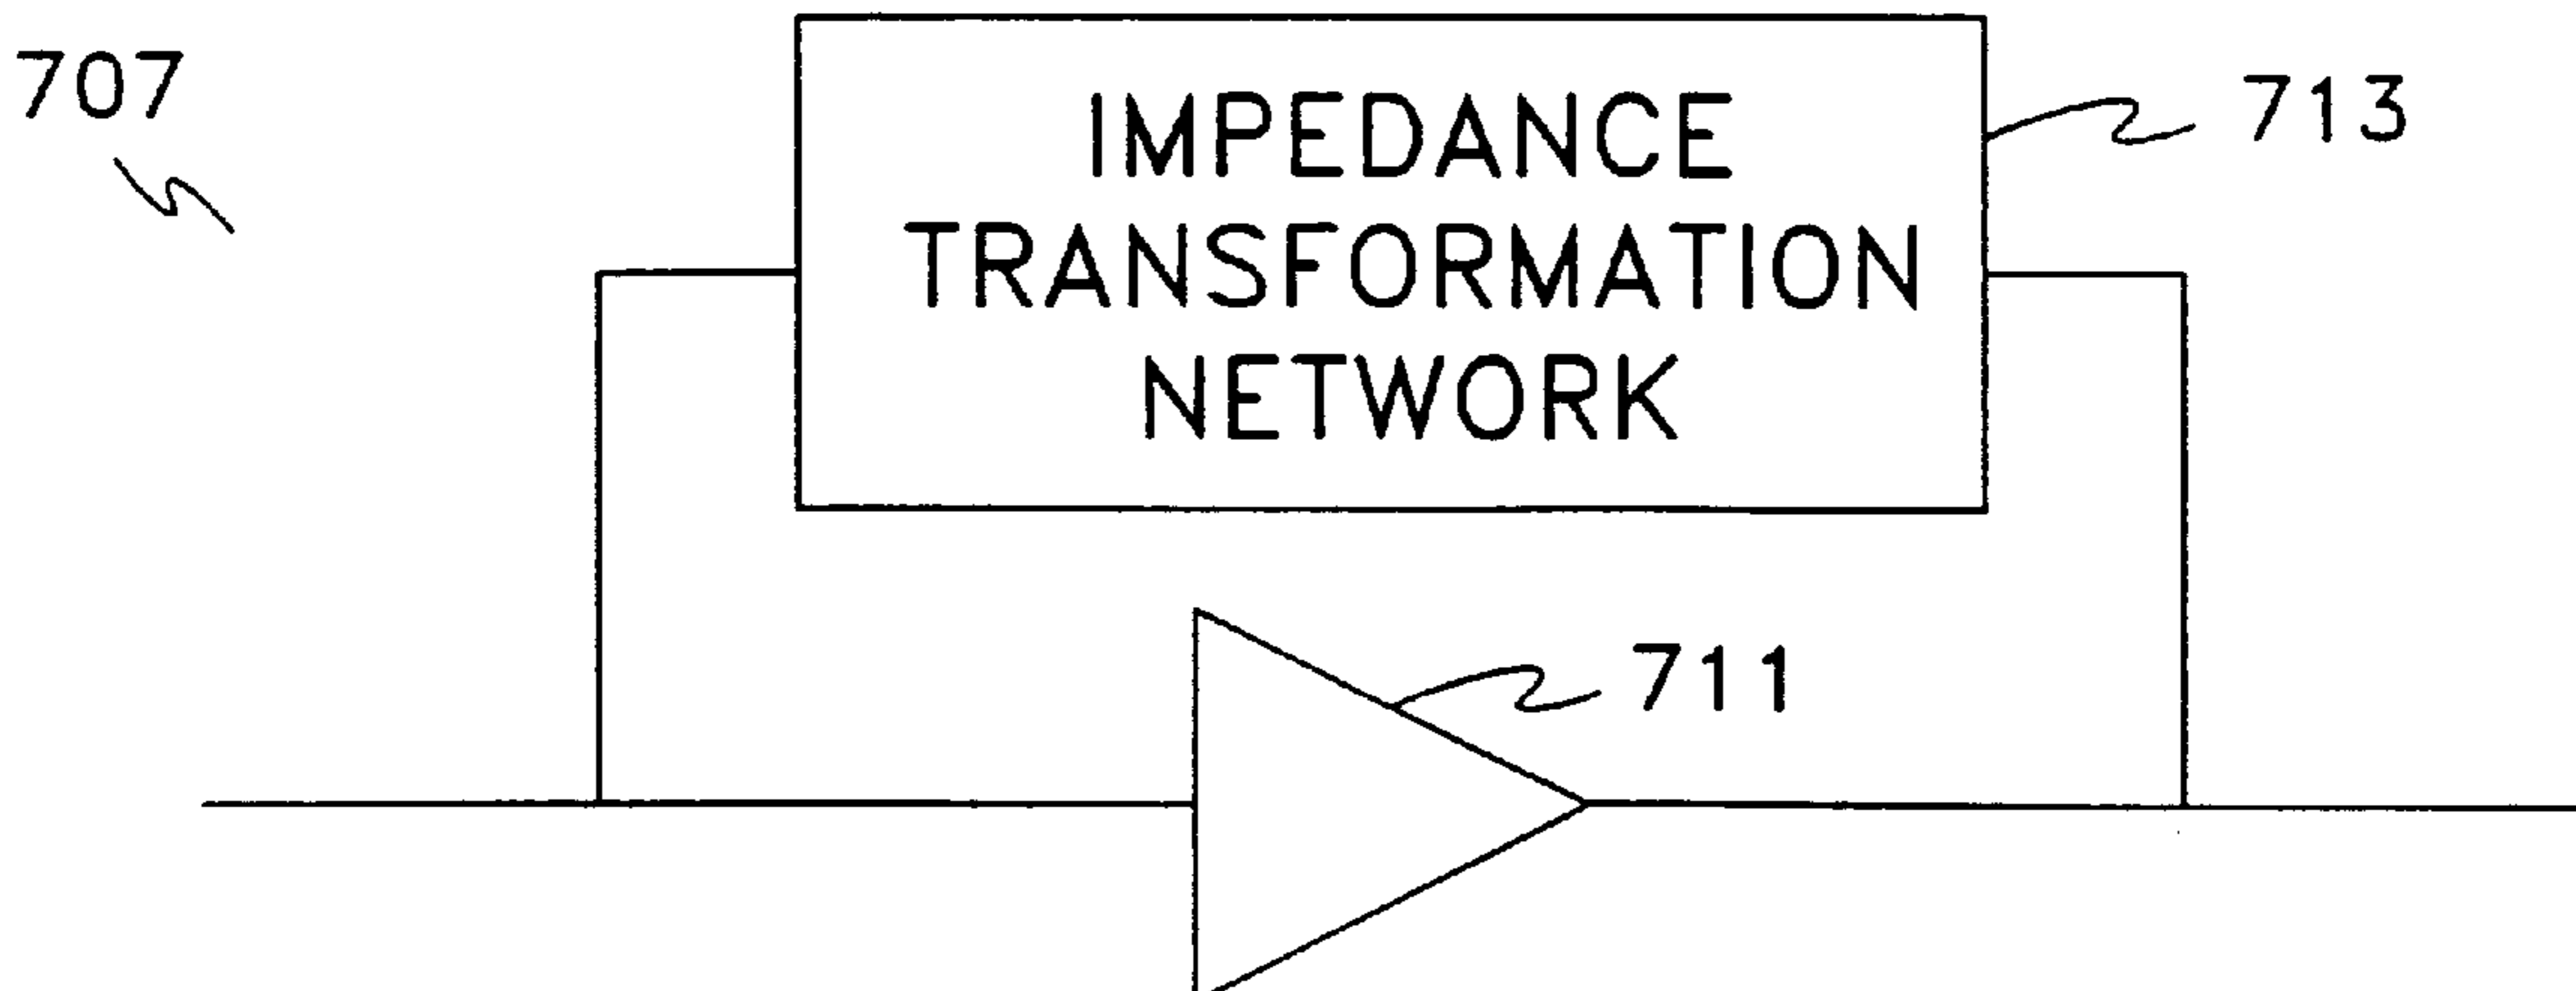 707
IMPEDANCE
TRANSFORMATION
NETWORK
713
711